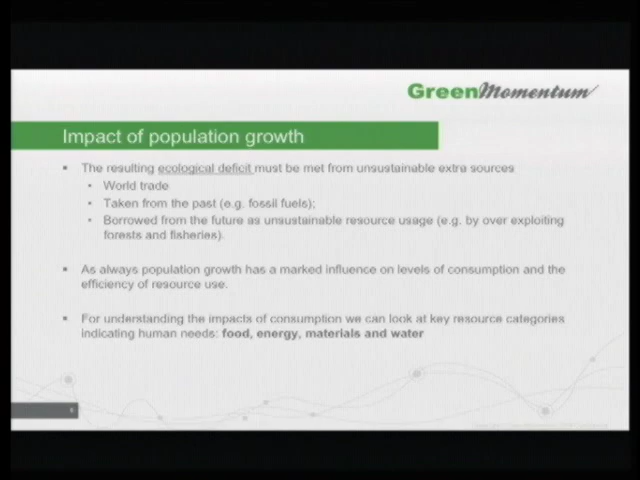 GreenMomentum
Impact of population growth
▪ The resulting ecological deficit must be met from unsustainable extra sources
• World trade
• Taken from the past (e.g. fossil fuels);
• Borrowed from the future as unsustainable resource usage (e.g. by over exploiting
forests and fisheries).
▪ As always population growth has a marked influence on levels of consumption and the
efficiency of resource use.
▪ For understanding the impacts of consumption we can look at key resource categories
indicating human needs: food, energy, materials and water